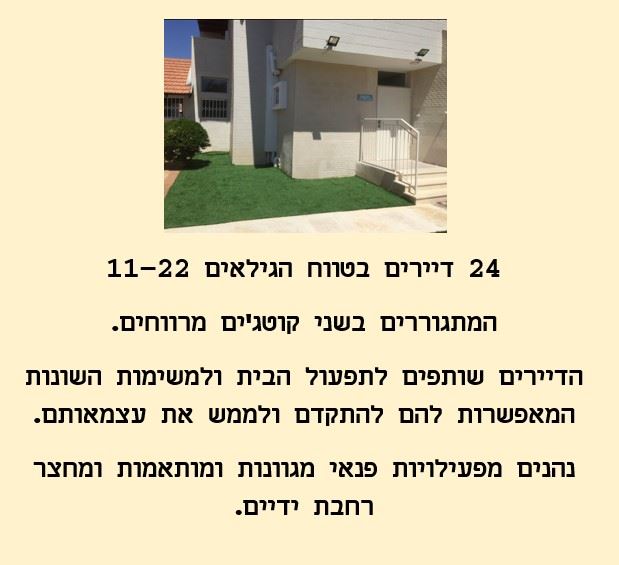 24 דיירים בטווח הגילאים 11–22
המתגוררים בשני קוטג'ים מרווחים.
הדיירים שותפים לתפעול הבית ולמשימות השונות
המאפשרות להם להתקדם ולממש את עצמאותם.
נהנים מפעילויות פנאי מגוונות ומותאמות ומחצר
רחבת ידיים.